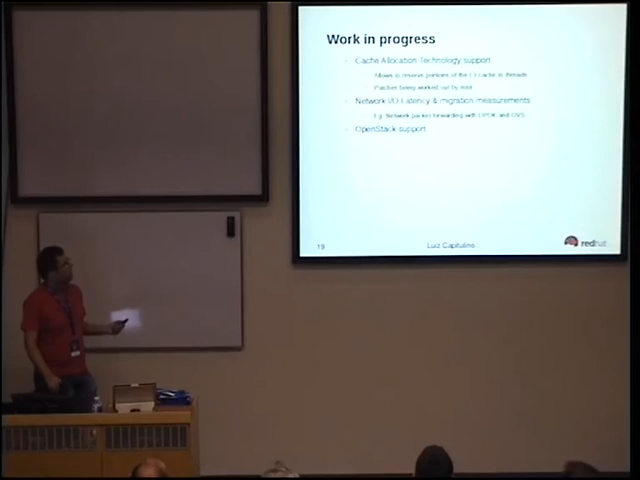 Work in progress
Cache Allocation Technology support
Allows to reserve portions of the L3 cache to threads
Patches being worked out by Intel
Network I/O Latency & migration measurements
E.g. Network packet forwarding with DPDK and OVS
OpenStack support
19
Luiz Capitulino
redhat.